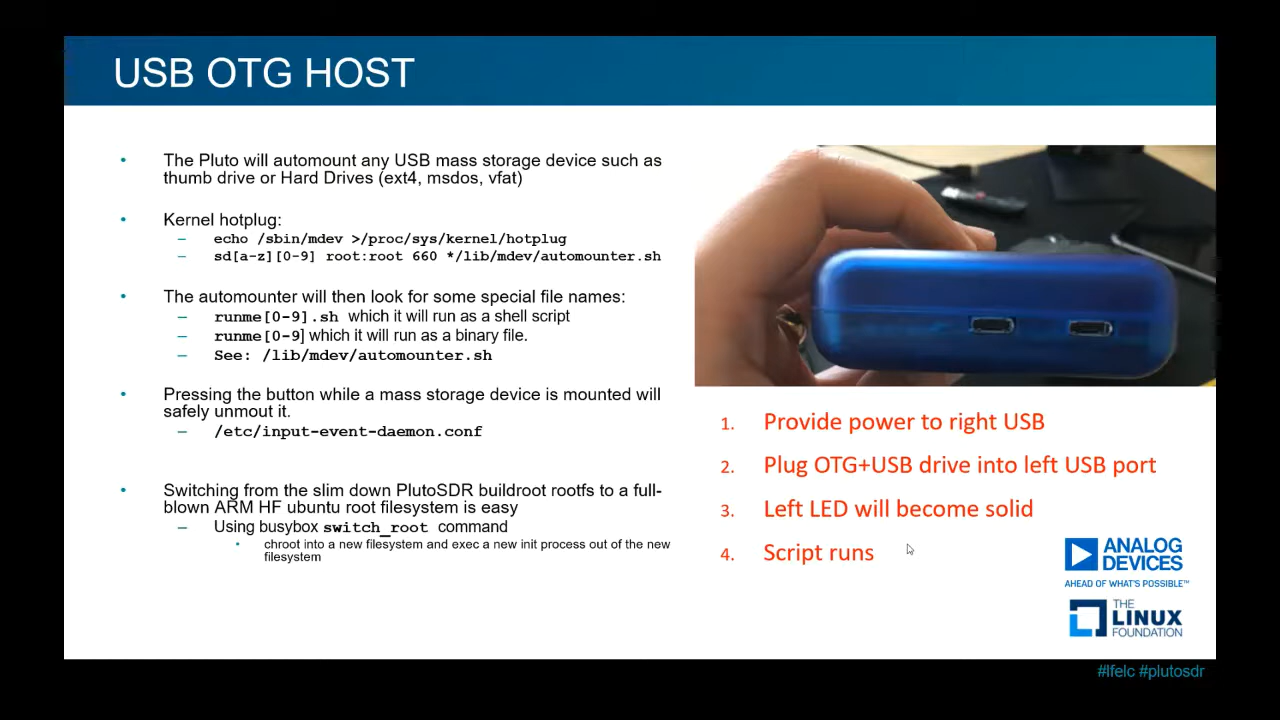 USB OTG HOST
• The Pluto will automount any USB mass storage device such as
thumb drive or Hard Drives (ext4, msdos, vfat)
• Kernel hotplug:
– echo /sbin/mdev >/proc/sys/kernel/hotplug
– sd[a-z][0-9] root:root 660 */lib/mdev/automounter.sh
• The automounter will then look for some special file names:
– runme[0-9].sh which it will run as a shell script
– runme[0-9] which it will run as a binary file.
– See: /lib/mdev/automounter.sh
• Pressing the button while a mass storage device is mounted will
safely unmout it.
– /etc/input-event-daemon.conf
• Switching from the slim down PlutoSDR buildroot rootfs to a full-
blown ARM HF ubuntu root filesystem is easy
– Using busybox switch_root command
• chroot into a new filesystem and exec a new init process out of the new
filesystem
1. Provide power to right USB
2. Plug OTG+USB drive into left USB port
3. Left LED will become solid
4. Script runs
ANALOG
DEVICES
AHEAD OF WHAT'S POSSIBLE™
THE
LINUX
FOUNDATION
#lfelc #plutosdr